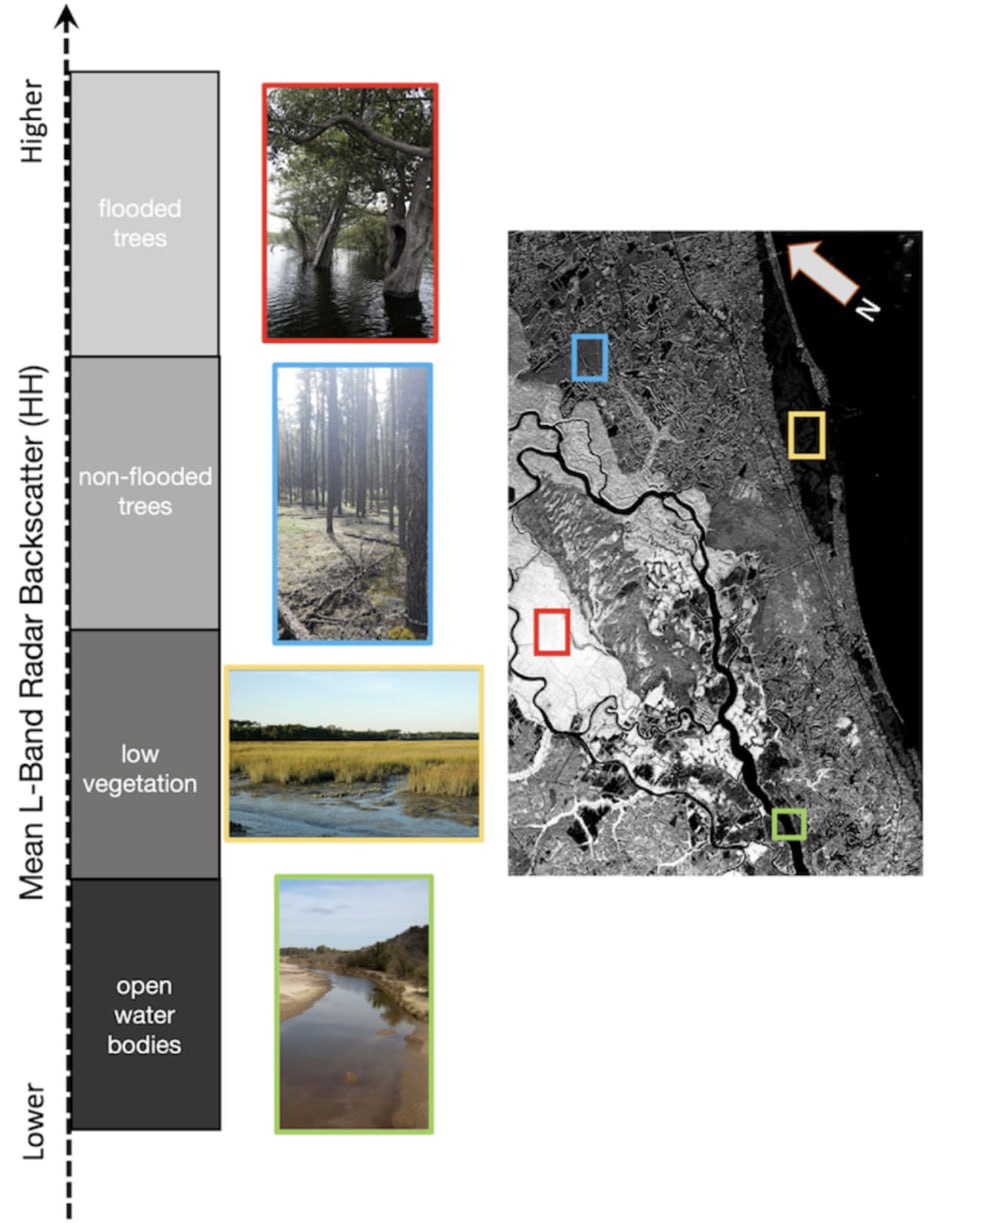 Higher
flooded
trees
non-flooded
trees
Mean L-Band Radar Backscatter (HH)
low
vegetation
open
water
bodies
Lower
N